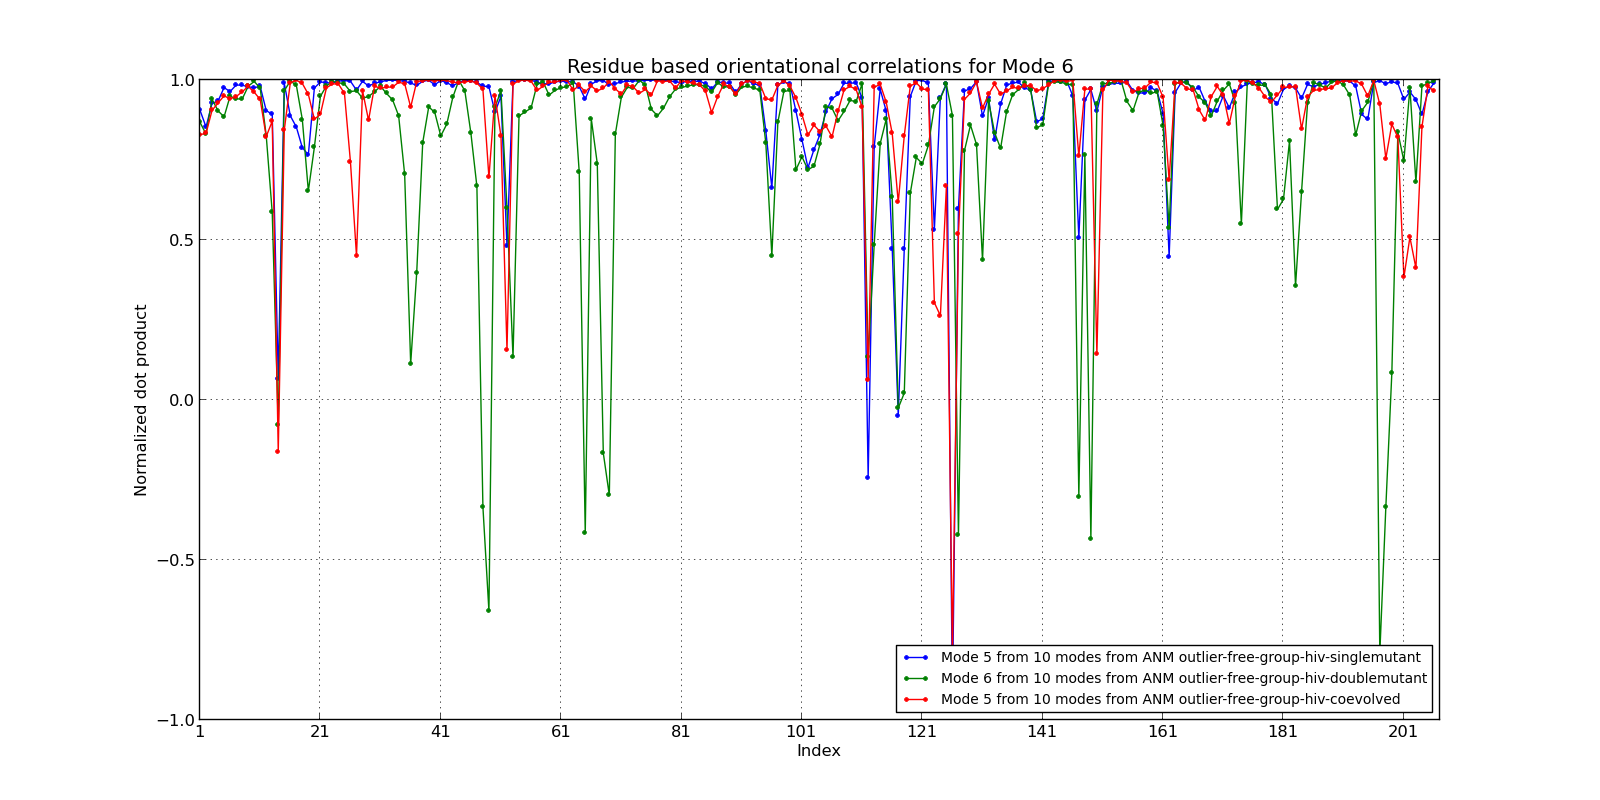 Residue based orientational correlations for Mode 6
Normalized dot product
1.0
0.5
0.0
−0.5
−1.0
Mode 5 from 10 modes from ANM outlier-free-group-hiv-singlemutant
Mode 6 from 10 modes from ANM outlier-free-group-hiv-doublemutant
Mode 5 from 10 modes from ANM outlier-free-group-hiv-coevolved
1 21 41 61 81 101 121 141 161 181 201
Index